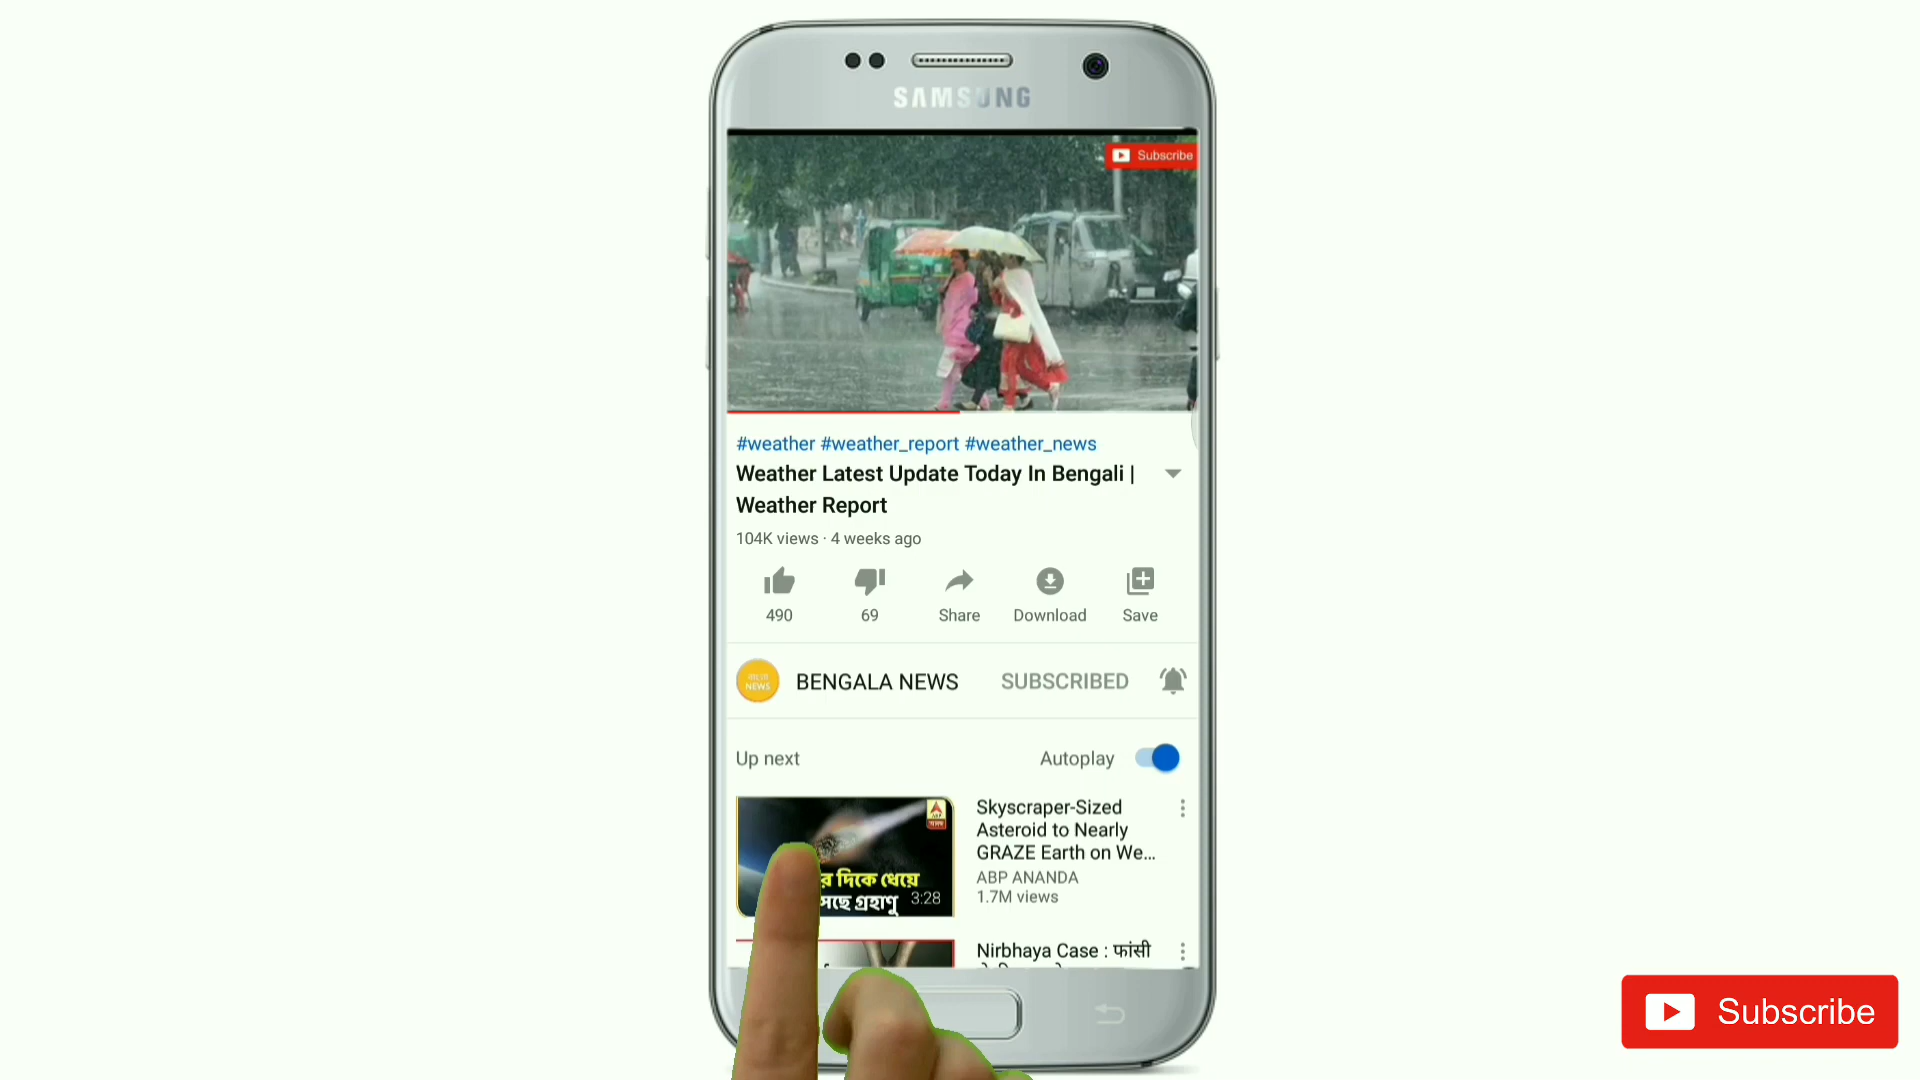 SAMSUNG
Subscribe
#weather #weather_report #weather_news
Weather Latest Update Today In Bengali |
Weather Report
104K views · 4 weeks ago
490
69
Share
Download
Save
NEWS
BENGALA NEWS
SUBSCRIBED
Up next
Autoplay
র দিকে ধেয়ে
সছে গ্রহাণু
3:28
Skyscraper-Sized
Asteroid to Nearly
GRAZE Earth on We...
ABP ANANDA
1.7M views
Nirbhaya Case : फांसी
Subscribe